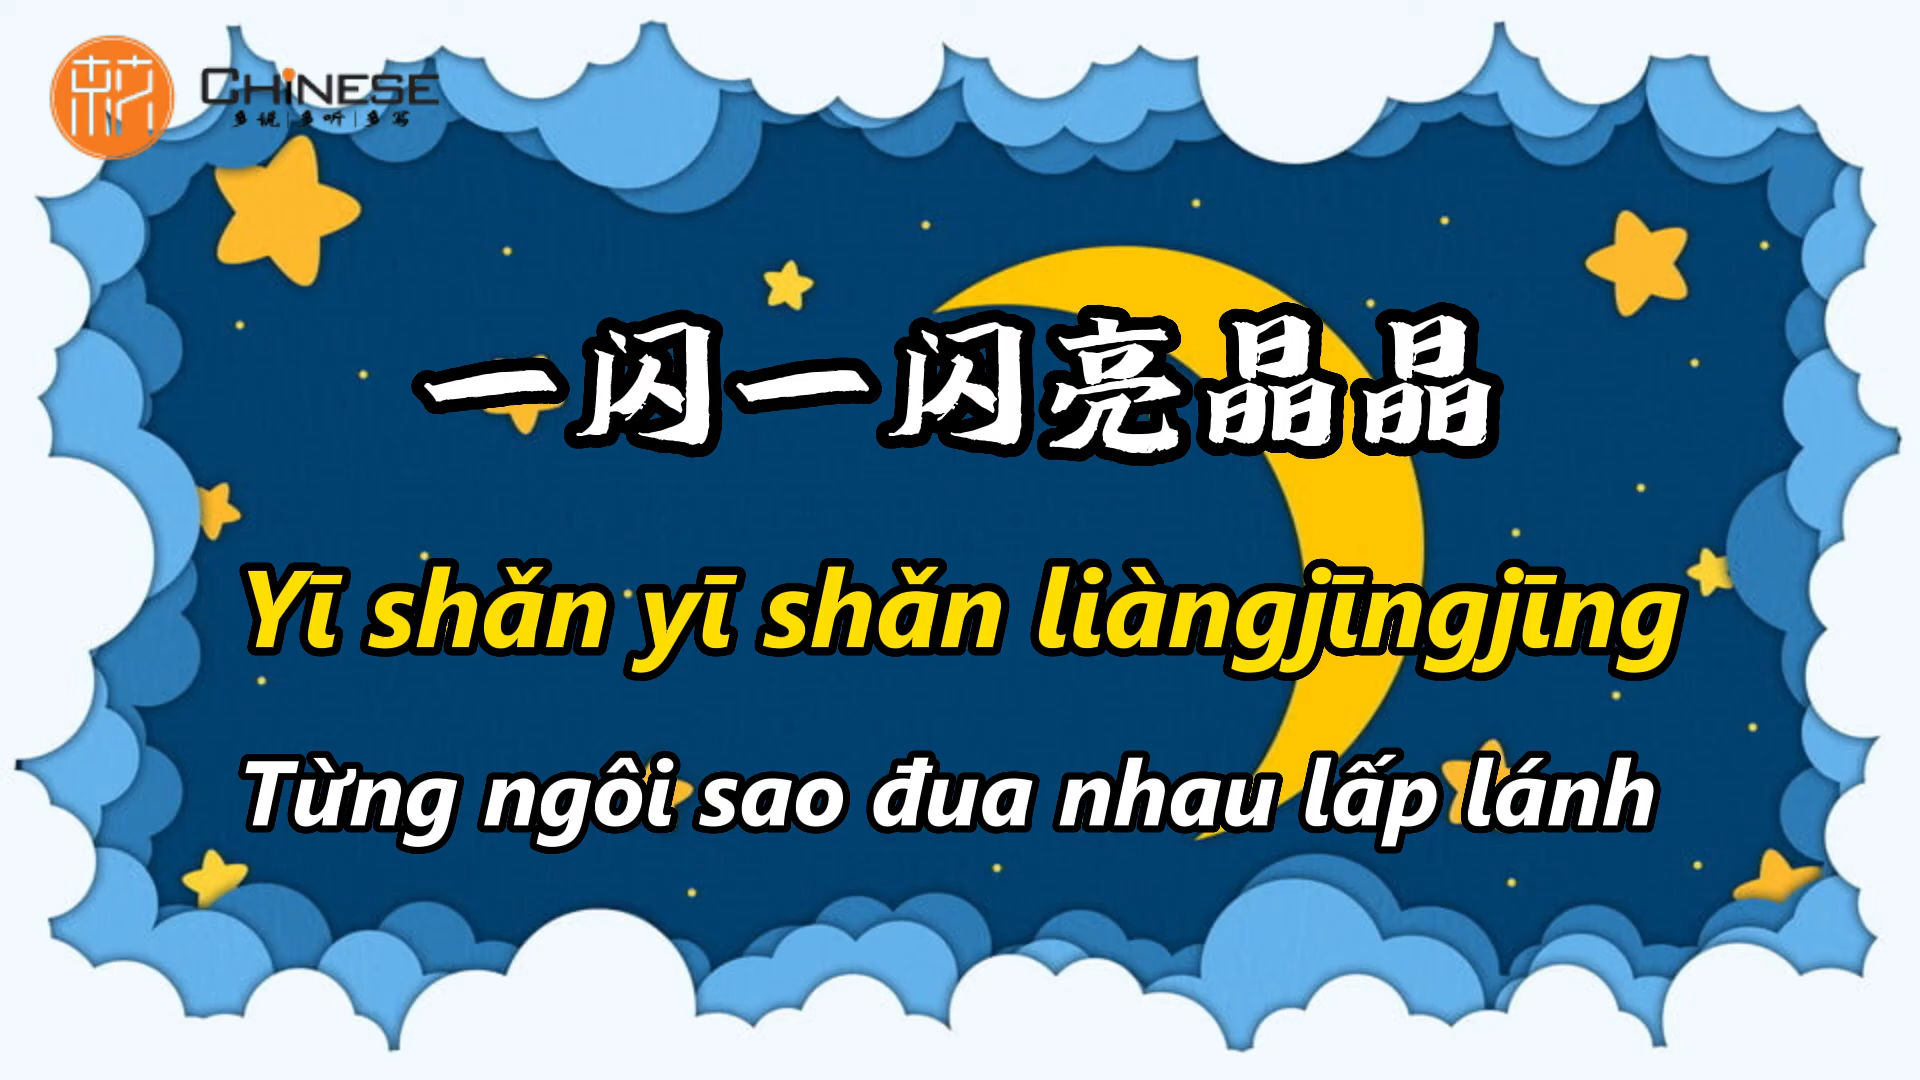 CHINESE
多说|多听|多写
一闪一闪亮晶晶
Yī shǎn yī shǎn liàngjīngjīng
Từng ngôi sao đua nhau lấp lánh